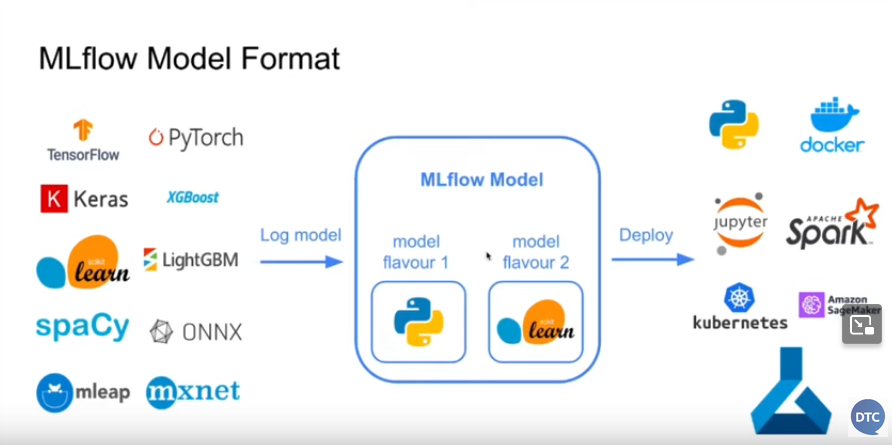 MLflow Model Format
TensorFlow
PyTorch
K Keras
XGBoost
scikit
learn
LightGBM
spaCy
ONNX
mleap
mxnet
Log model
MLflow Model
model
flavour 1
model
flavour 2
scikit
learn
Deploy
docker
jupyter
APACHE
Spark
kubernetes
Amazon
SageMaker
DTC